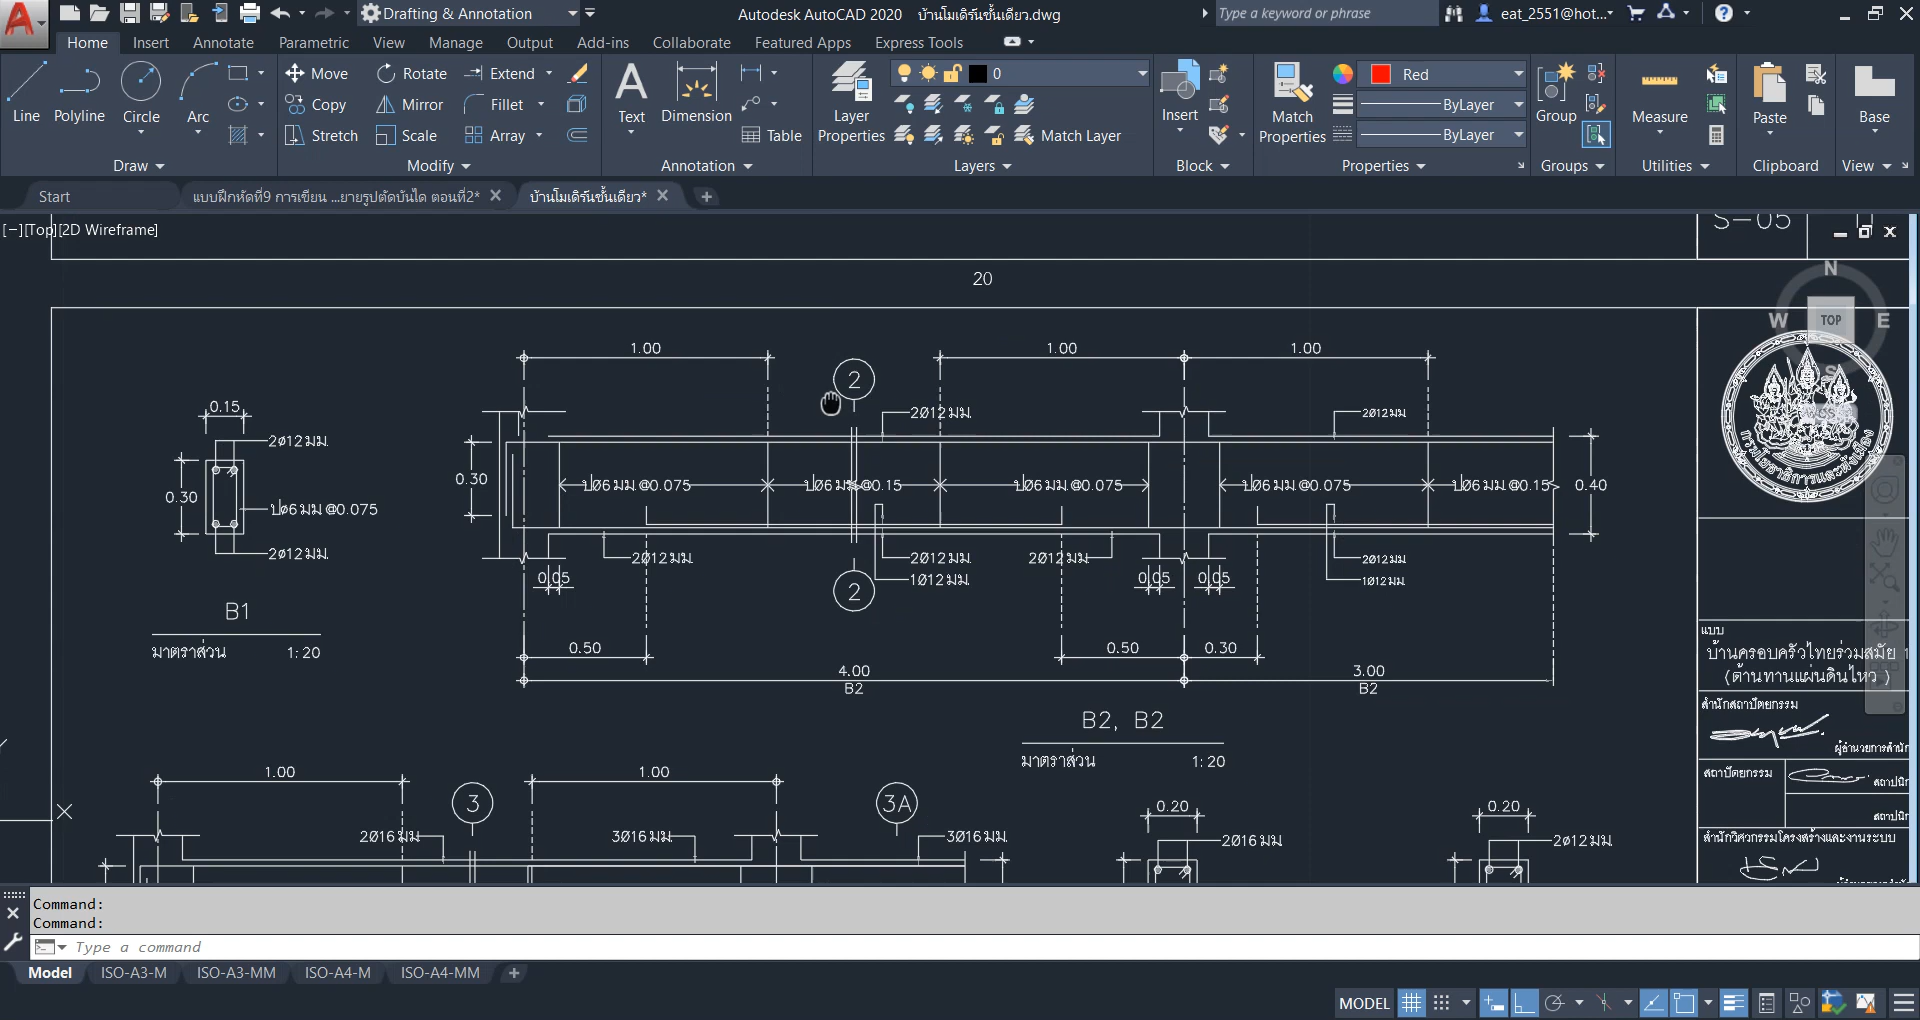 Drafting & Annotation
Autodesk AutoCAD 2020 บ้านโมเดิร์นชั้นเดียว.dwg
Type a keyword or phrase
eat_2551@hot...
Home Insert Annotate Parametric View Manage Output Add-ins Collaborate Featured Apps Express Tools
Line Polyline Circle Arc
Move Rotate Extend
Copy Mirror Fillet
Stretch Scale Array
Text Dimension Table
Layer Properties
0
Match Layer
Insert
Match Properties
Red
ByLayer
ByLayer
Group Measure Paste Base
Draw Modify Annotation Layers Block Properties Groups Utilities Clipboard View
Start
แบบฝึกหัดที่9 การเขียน ...ยายรูปตัดบันได ตอนที่2*
บ้านโมเดิร์นชั้นเดียว*
[−][Top][2D Wireframe]
S-05
20
N
W TOP E
S
1.00 1.00 1.00
2
0.15
2ø12มม.
0.30
ป.ø6มม.@0.075
2ø12มม.
B1
มาตราส่วน 1:20
2Ø12มม. 2Ø12มม.
0.30
ป.Ø6มม.@0.075 ป.Ø6มม.@0.15 ป.Ø6มม.@0.075 ป.Ø6มม.@0.075 ป.Ø6มม.@0.15
0.40
2Ø12มม. 2Ø12มม. 2Ø12มม. 2Ø12มม.
1Ø12มม. 1Ø12มม.
0.05 0.05 0.05
2
0.50 0.50 0.30
4.00 3.00
B2 B2
B2, B2
มาตราส่วน 1:20
กรมโยธาธิการและผังเมือง
แบบ
บ้านครอบครัวไทยร่วมสมัย 1
(ต้านทานแผ่นดินไหว )
สำนักสถาปัตยกรรม
ผู้อำนวยการสำนัก
สถาปัตยกรรม
สถาปนิก
สถาปนิก
สำนักวิศวกรรมโครงสร้างและงานระบบ
1.00 1.00
3 3A
2Ø16มม. 3Ø16มม. 3Ø16มม.
0.20 0.20
2Ø16มม. 2ø12มม.
Command:
Command:
Type a command
Model ISO-A3-M ISO-A3-MM ISO-A4-M ISO-A4-MM
MODEL